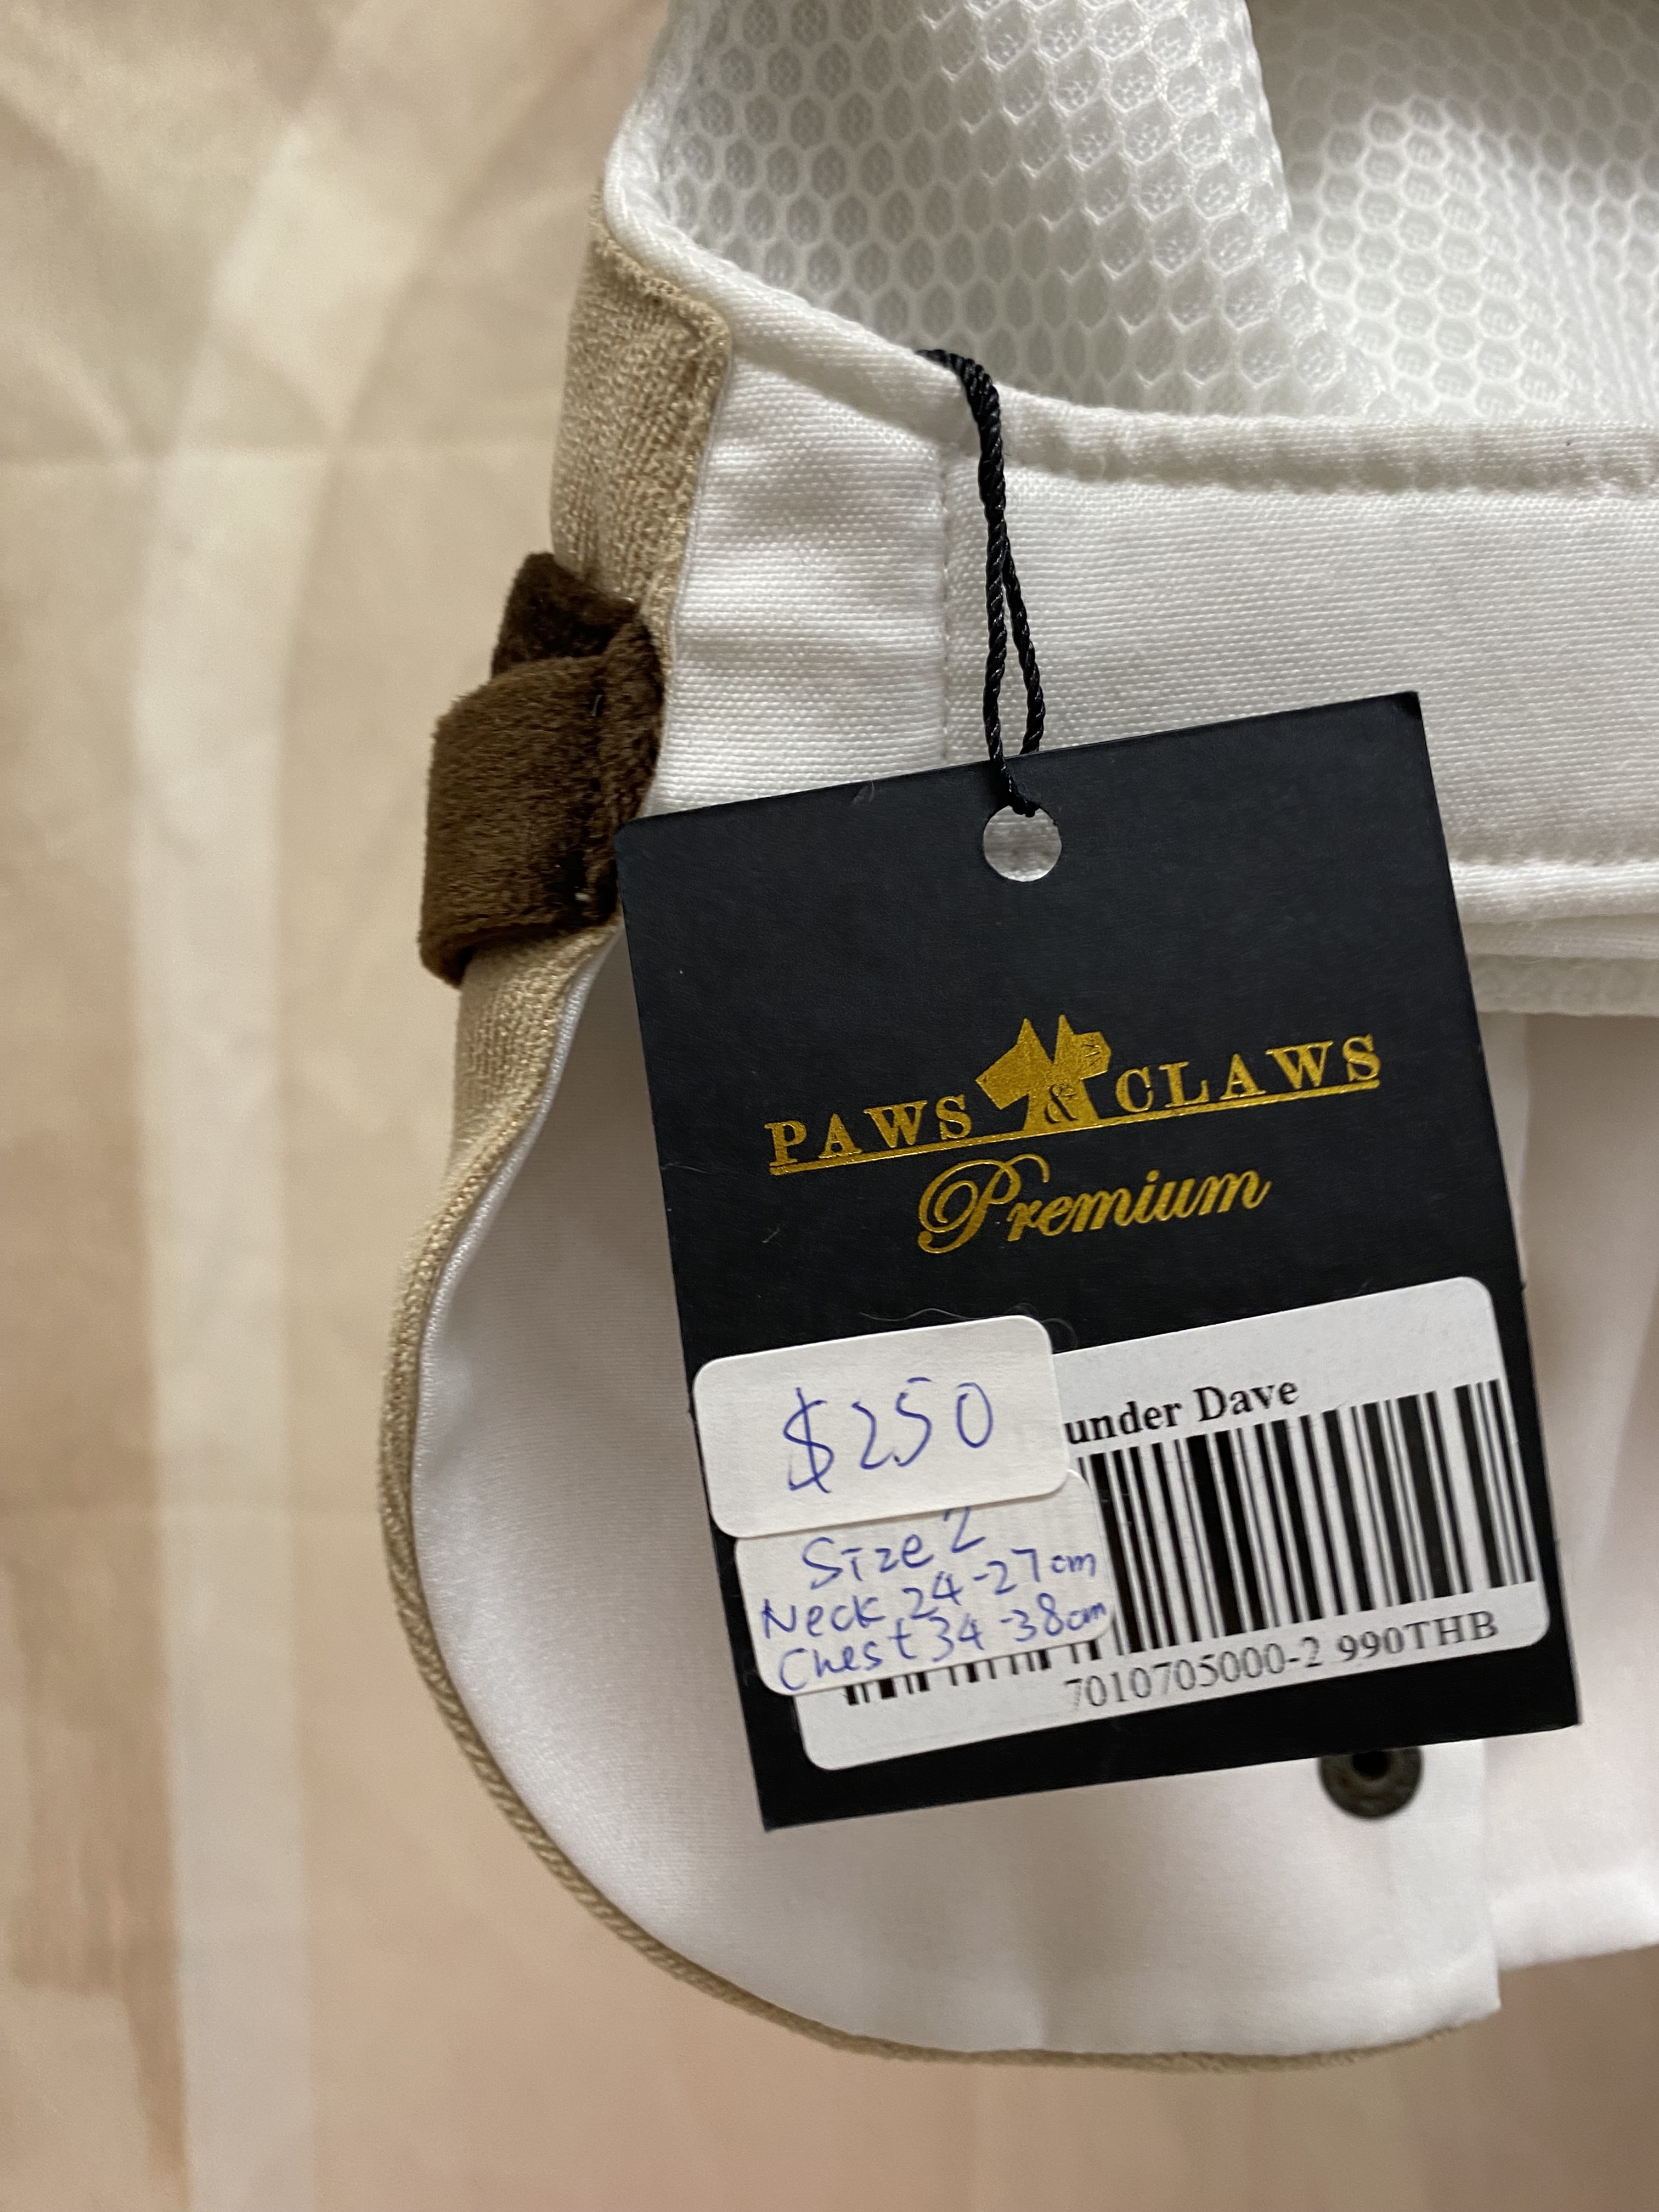 PAWS & CLAWS
Premium
$250
under Dave
Size 2
Neck 24-27cm
Chest 34-38cm
7010705000-2 990THB